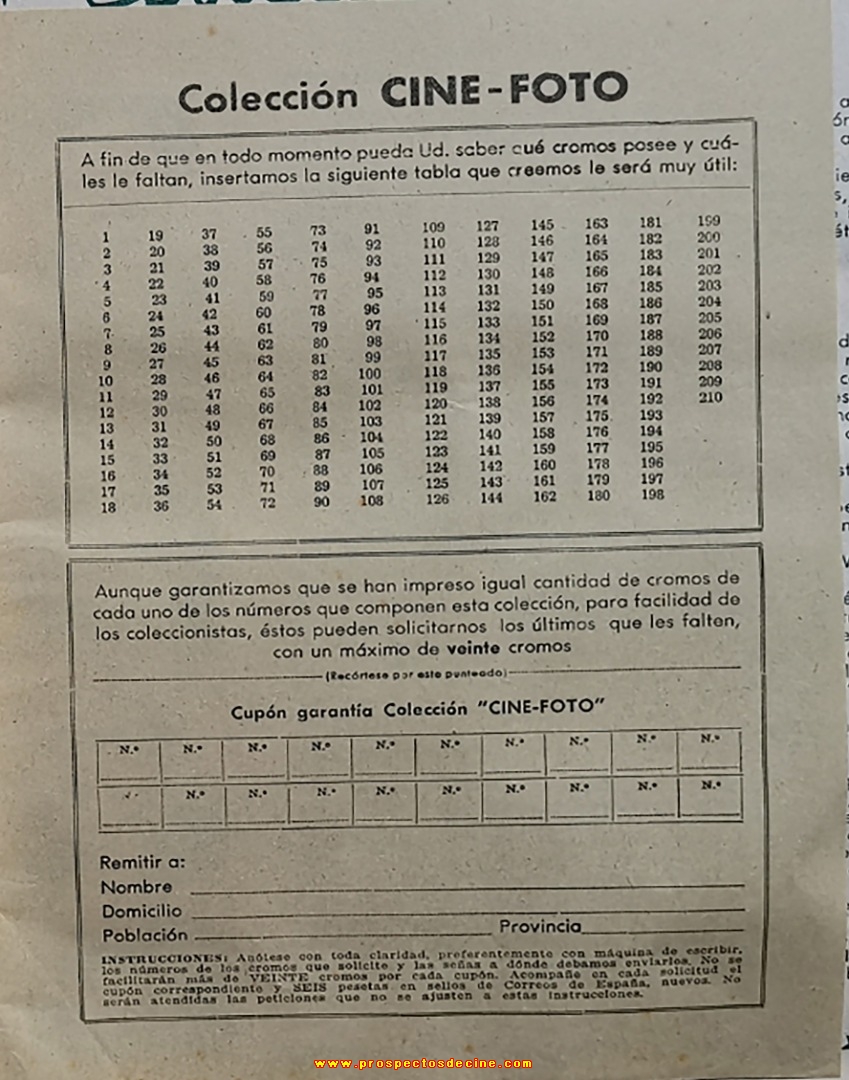 Colección CINE-FOTO
A fin de que en todo momento pueda Ud. saber cué cromos posee y cuá-
les le faltan, insertamos la siguiente tabla que creemos le será muy útil:
1 19 37 55 73 91 109 127 145 163 181 199
2 20 38 56 74 92 110 128 146 164 182 200
3 21 39 57 75 93 111 129 147 165 183 201
4 22 40 58 76 94 112 130 148 166 184 202
5 23 41 59 77 95 113 131 149 167 185 203
6 24 42 60 78 96 114 132 150 168 186 204
7 25 43 61 79 97 115 133 151 169 187 205
8 26 44 62 80 98 116 134 152 170 188 206
9 27 45 63 81 99 117 135 153 171 189 207
10 28 46 64 82 100 118 136 154 172 190 208
11 29 47 65 83 101 119 137 155 173 191 209
12 30 48 66 84 102 120 138 156 174 192 210
13 31 49 67 85 103 121 139 157 175 193
14 32 50 68 86 104 122 140 158 176 194
15 33 51 69 87 105 123 141 159 177 195
16 34 52 70 88 106 124 142 160 178 196
17 35 53 71 89 107 125 143 161 179 197
18 36 54 72 90 108 126 144 162 180 198
Aunque garantizamos que se han impreso igual cantidad de cromos de
cada uno de los números que componen esta colección, para facilidad de
los coleccionistas, éstos pueden solicitarnos los últimos que les falten,
con un máximo de veinte cromos
(Recórtese por este punteado)
Cupón garantía Colección "CINE-FOTO"
N.º N.º N.º N.º N.º N.º N.º N.º N.º N.º
N.º N.º N.º N.º N.º N.º N.º N.º N.º
Remitir a:
Nombre
Domicilio
Población Provincia
INSTRUCCIONES: Anótese con toda claridad, preferentemente con máquina de escribir,
los números de los cromos que solicite y las señas a dónde debamos enviarlos. No se
facilitarán más de VEINTE cromos por cada cupón. Acompañe en cada solicitud el
cupón correspondiente y SEIS pesetas en sellos de Correos de España, nuevos. No
serán atendidas las peticiones que no se ajusten a estas instrucciones.
www.prospectosdecine.com